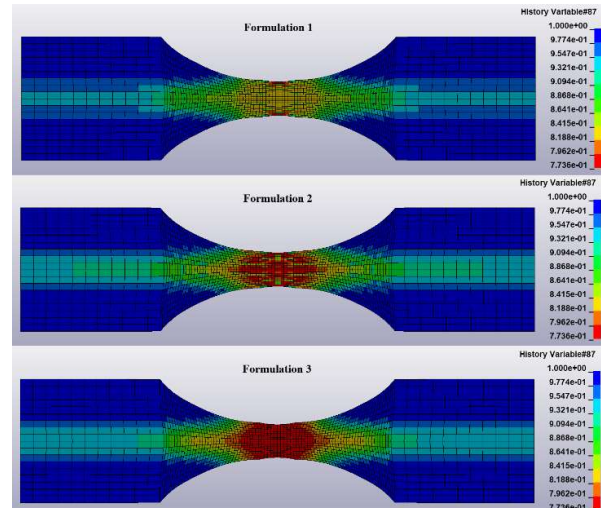 History Variable#87
Formulation 1
1.000e+00
9.774e-01
9.547e-01
9.321e-01
9.094e-01
8.868e-01
8.641e-01
8.415e-01
8.188e-01
7.962e-01
7.736e-01
History Variable#87
Formulation 2
1.000e+00
9.774e-01
9.547e-01
9.321e-01
9.094e-01
8.868e-01
8.641e-01
8.415e-01
8.188e-01
7.962e-01
7.736e-01
History Variable#87
Formulation 3
1.000e+00
9.774e-01
9.547e-01
9.321e-01
9.094e-01
8.868e-01
8.641e-01
8.415e-01
8.188e-01
7.962e-01
7.736e-01